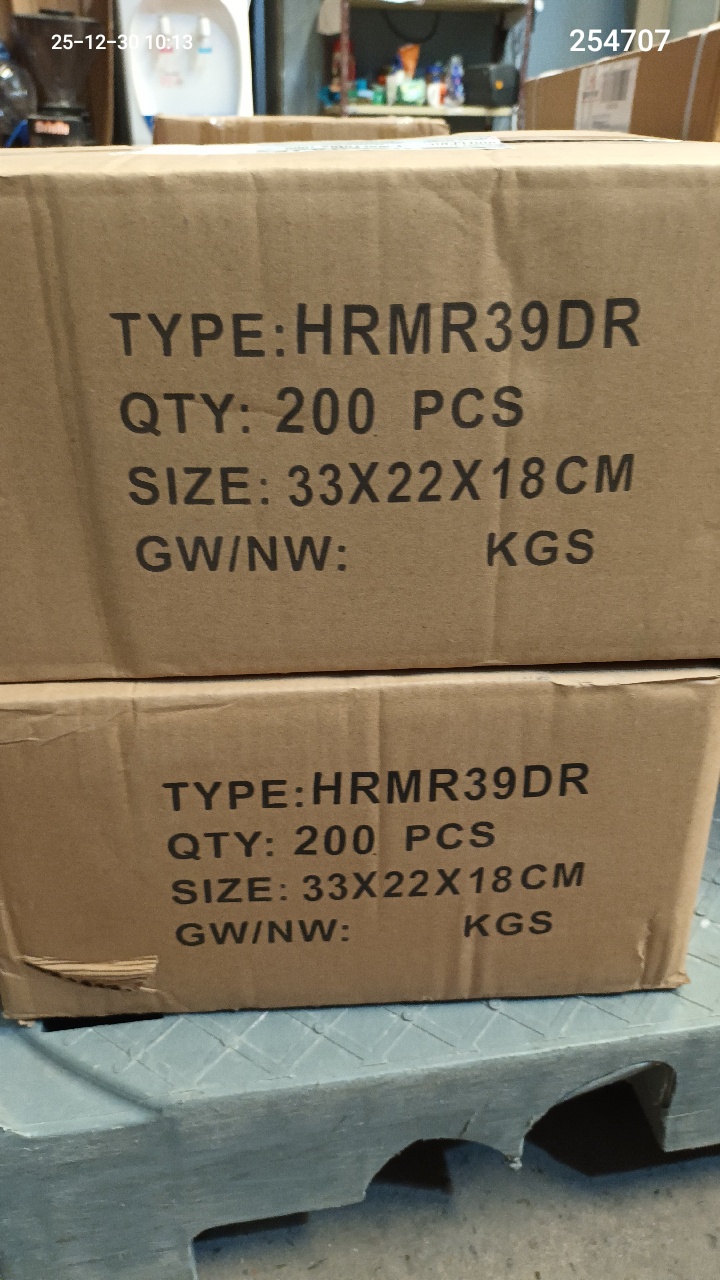 25-12-30 10:13
254707
TYPE:HRMR39DR
QTY: 200 PCS
SIZE: 33X22X18CM
GW/NW: KGS
TYPE:HRMR39DR
QTY: 200 PCS
SIZE: 33X22X18CM
GW/NW: KGS